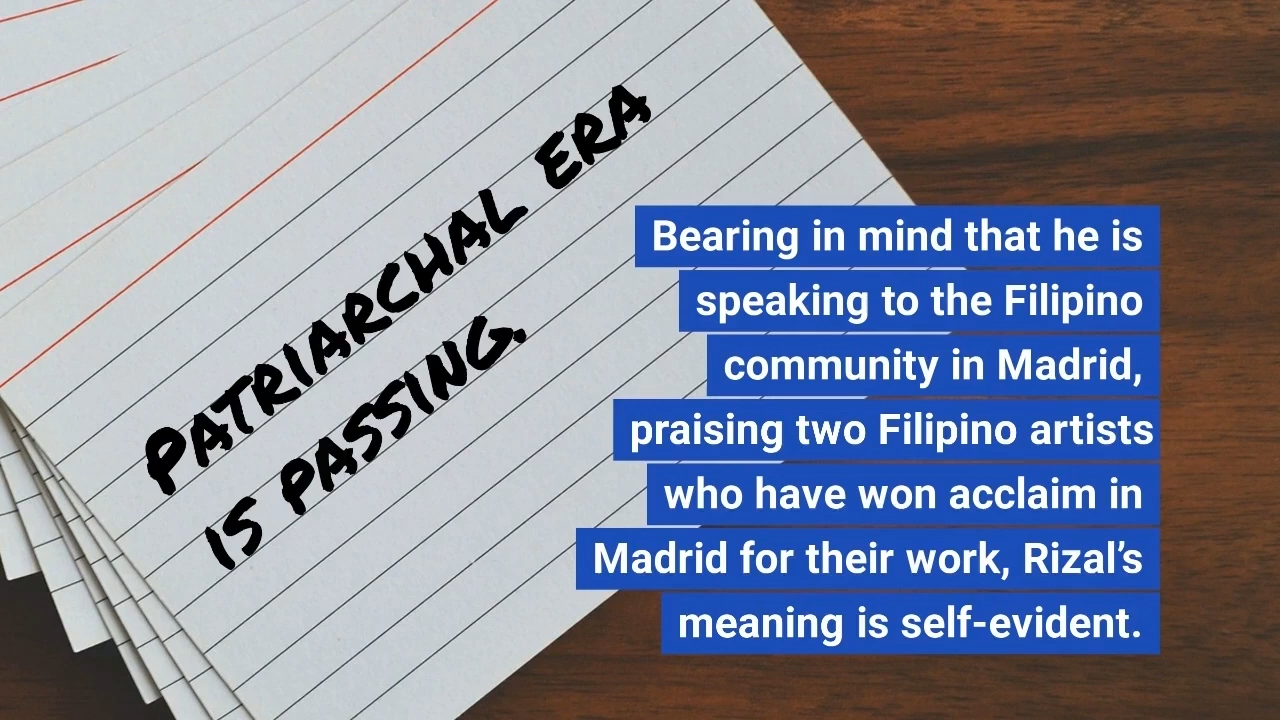 PATRIARCHAL ERA
IS PASSING.
Bearing in mind that he is
speaking to the Filipino
community in Madrid,
praising two Filipino artists
who have won acclaim in
Madrid for their work, Rizal’s
meaning is self-evident.